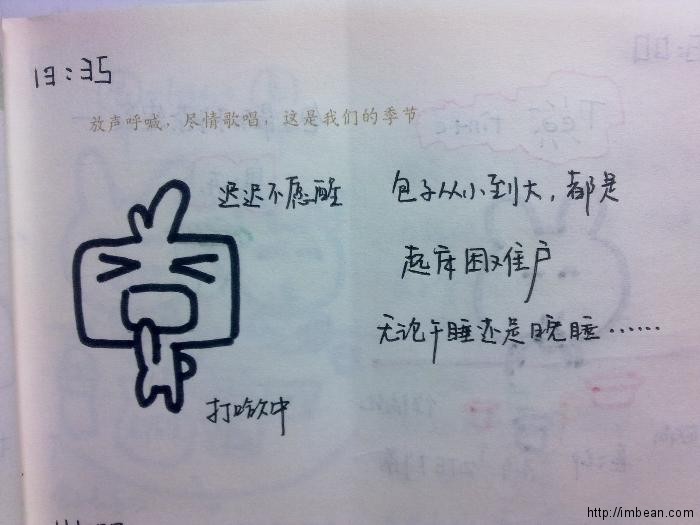 13:35
放声呼喊，尽情歌唱，这是我们的季节
迟迟不愿醒
包子从小到大，都是
起床困难户
无论午睡还是晚睡……
打哈欠中
Tea Time
http://imbean.com